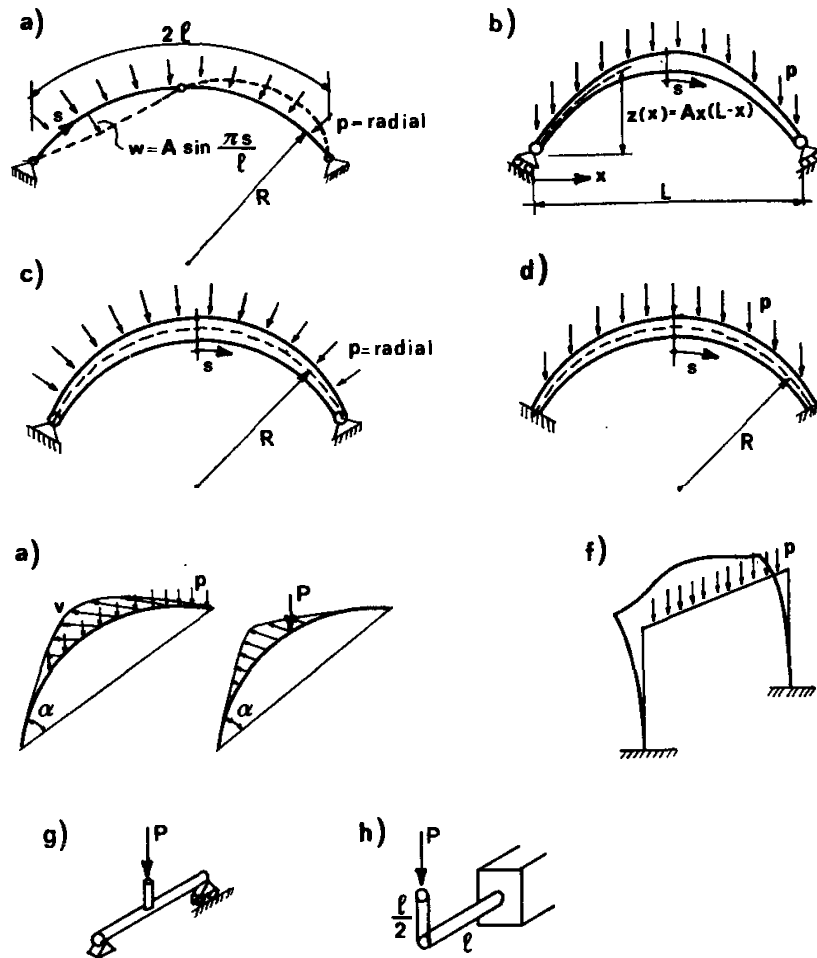 a)
2ℓ
s
w=A sin πs/ℓ
p=radial
R
b)
p
s
z(x)=Ax(L-x)
x
L
c)
p=radial
s
R
d)
p
s
R
a)
p
v
α
P
α
f)
p
g)
P
h)
P
ℓ/2
ℓ